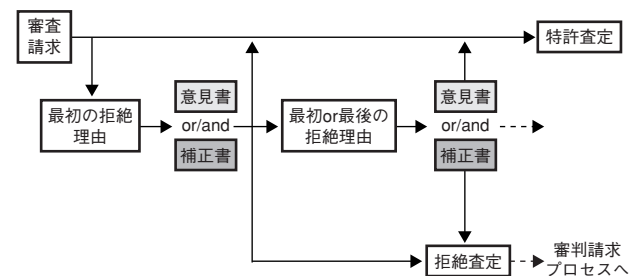 審査
請求
特許査定
最初の拒絶
理由
意見書
or/and
補正書
最初or最後の
拒絶理由
意見書
or/and
補正書
拒絶査定
審判請求
プロセスへ